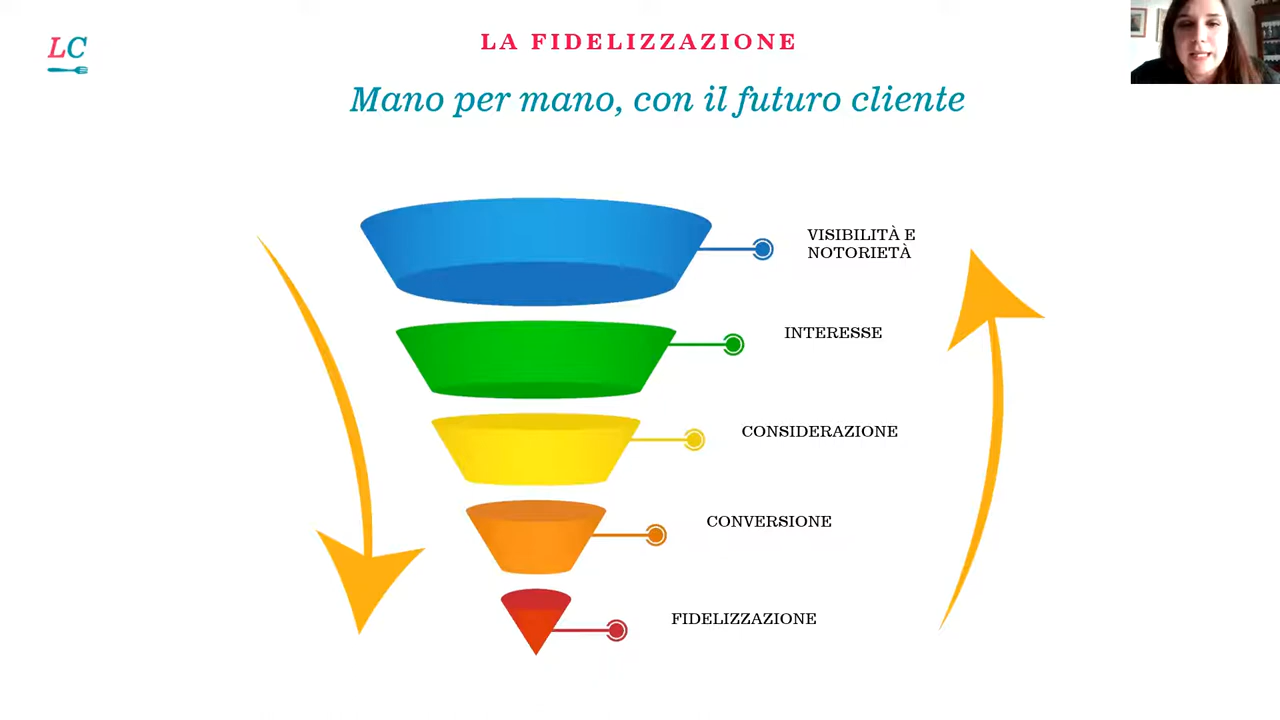 LC
LA FIDELIZZAZIONE
Mano per mano, con il futuro cliente
VISIBILITÀ E
NOTORIETÀ
INTERESSE
CONSIDERAZIONE
CONVERSIONE
FIDELIZZAZIONE